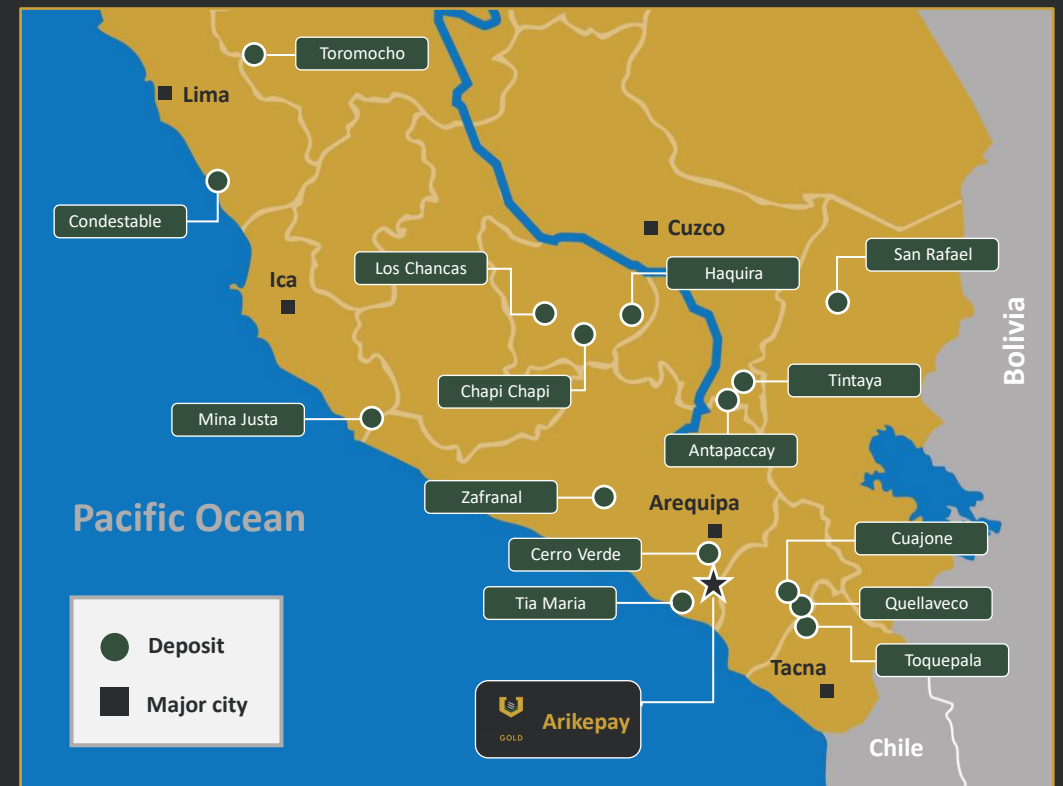 Toromocho
Lima
Condestable
Cuzco
San Rafael
Los Chancas
Haquira
Ica
Bolivia
Tintaya
Chapi Chapi
Mina Justa
Antapaccay
Zafranal
Arequipa
Pacific Ocean
Cuajone
Cerro Verde
Tia Maria
Quellaveco
Deposit
Toquepala
Tacna
Major city
Arikepay
GOLD
Chile